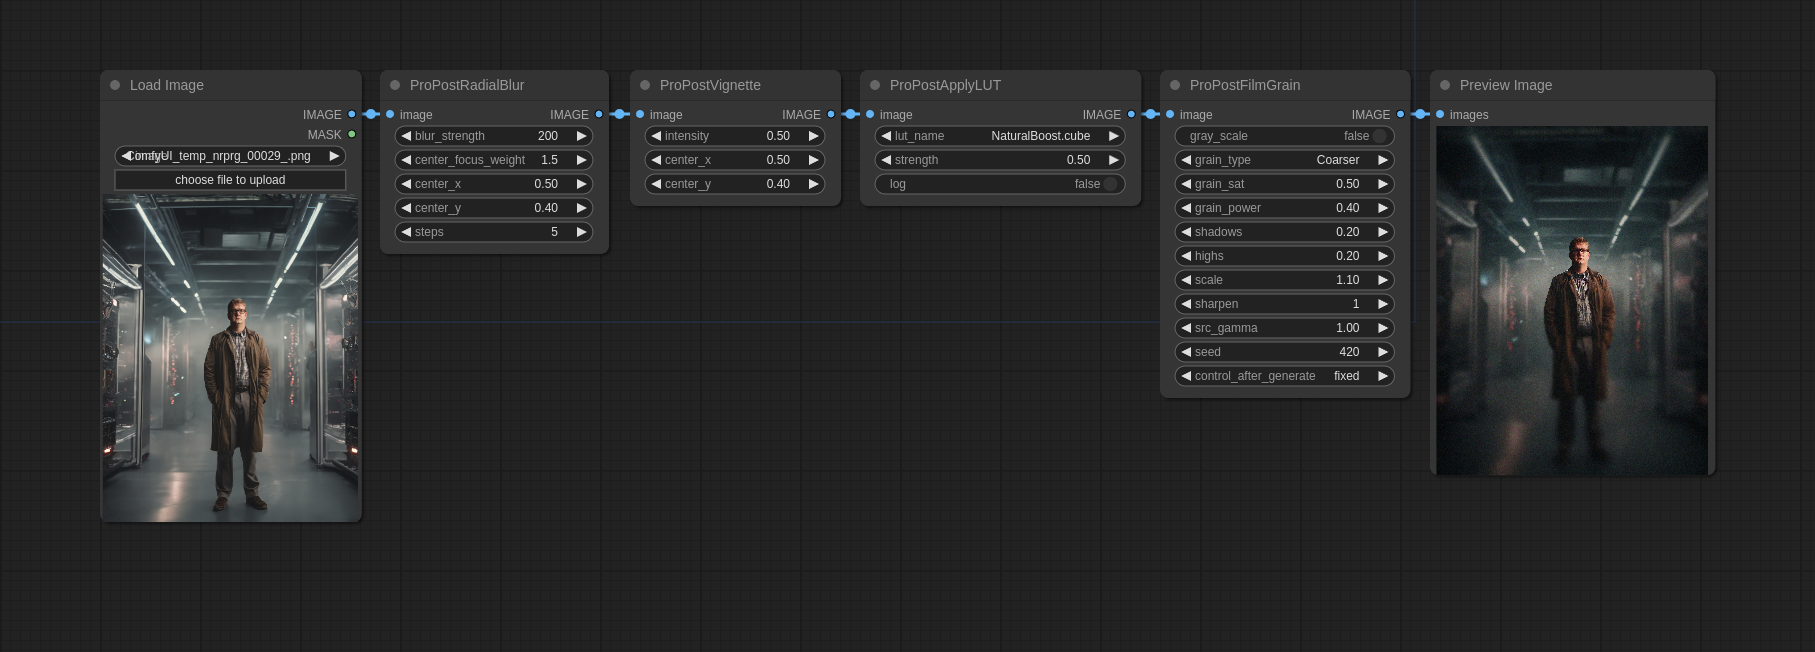 Load Image
IMAGE
MASK
ComfyUI_temp_nrprg_00029_.png
choose file to upload
ProPostRadialBlur
image IMAGE
blur_strength 200
center_focus_weight 1.5
center_x 0.50
center_y 0.40
steps 5
ProPostVignette
image IMAGE
intensity 0.50
center_x 0.50
center_y 0.40
ProPostApplyLUT
image IMAGE
lut_name NaturalBoost.cube
strength 0.50
log false
ProPostFilmGrain
image IMAGE
gray_scale false
grain_type Coarser
grain_sat 0.50
grain_power 0.40
shadows 0.20
highs 0.20
scale 1.10
sharpen 1
src_gamma 1.00
seed 420
control_after_generate fixed
Preview Image
images